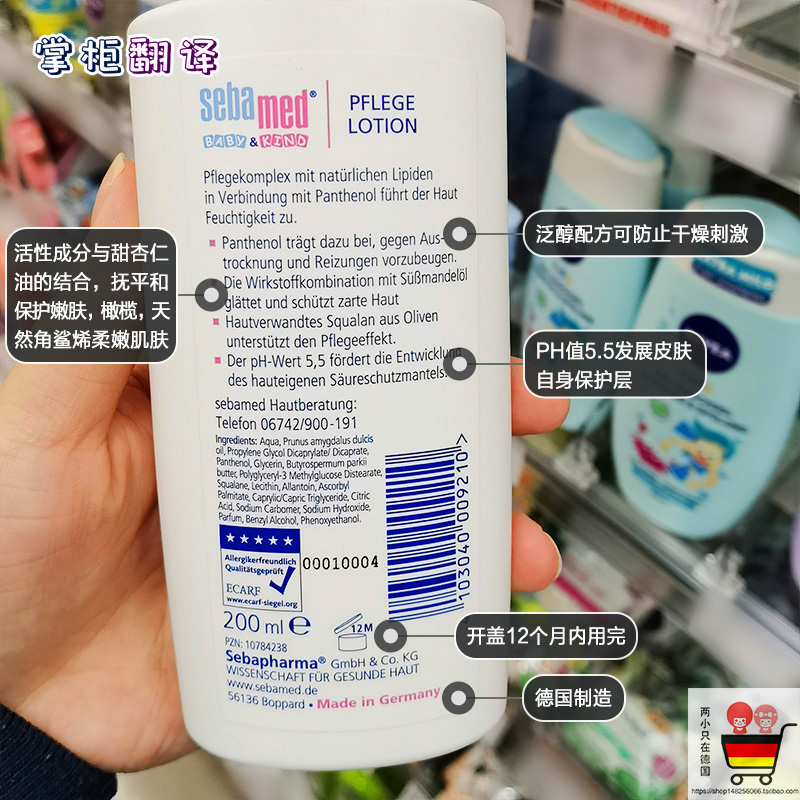 掌柜翻译
sebamed®
BABY & KIND
PFLEGE
LOTION
Pflegekomplex mit natürlichen Lipiden
in Verbindung mit Panthenol führt der Haut
Feuchtigkeit zu.
Panthenol trägt dazu bei, gegen Aus-
trocknung und Reizungen vorzubeugen.
Die Wirkstoffkombination mit Süßmandelöl
glättet und schützt zarte Haut
Hautverwandtes Squalan aus Oliven
unterstützt den Pflegeeffekt.
Der pH-Wert 5,5 fördert die Entwicklung
des hauteigenen Säureschutzmantels.
泛醇配方可防止干燥刺激
活性成分与甜杏仁
油的结合，抚平和
保护嫩肤，橄榄，天
然角鲨烯柔嫩肌肤
PH值5.5发展皮肤
自身保护层
sebamed Hautberatung:
Telefon 06742/900-191
Ingredients: Aqua, Prunus amygdalus dulcis
oil, Propylene Glycol Dicaprylate/ Dicaprate,
Panthenol, Glycerin, Butyrospermum parkii
butter, Polyglyceryl-3 Methylglucose Distearate,
Squalane, Lecithin, Allantoin, Ascorbyl
Palmitate, Caprylic/Capric Triglyceride, Citric
Acid, Sodium Carbomer, Sodium Hydroxide,
Parfum, Benzyl Alcohol, Phenoxyethanol.
103040 009210>
Allergikerfreundlich
Qualitätsgeprüft
ECARF
www.ecarf-siegel.org
00010004
200 ml e
12M
开盖12个月内用完
PZN: 10784238
Sebapharma® GmbH & Co. KG
WISSENSCHAFT FÜR GESUNDE HAUT
www.sebamed.de
56136 Boppard • Made in Germany
德国制造
NIVEA
两小只在德国
https://shop148256066.taobao.com